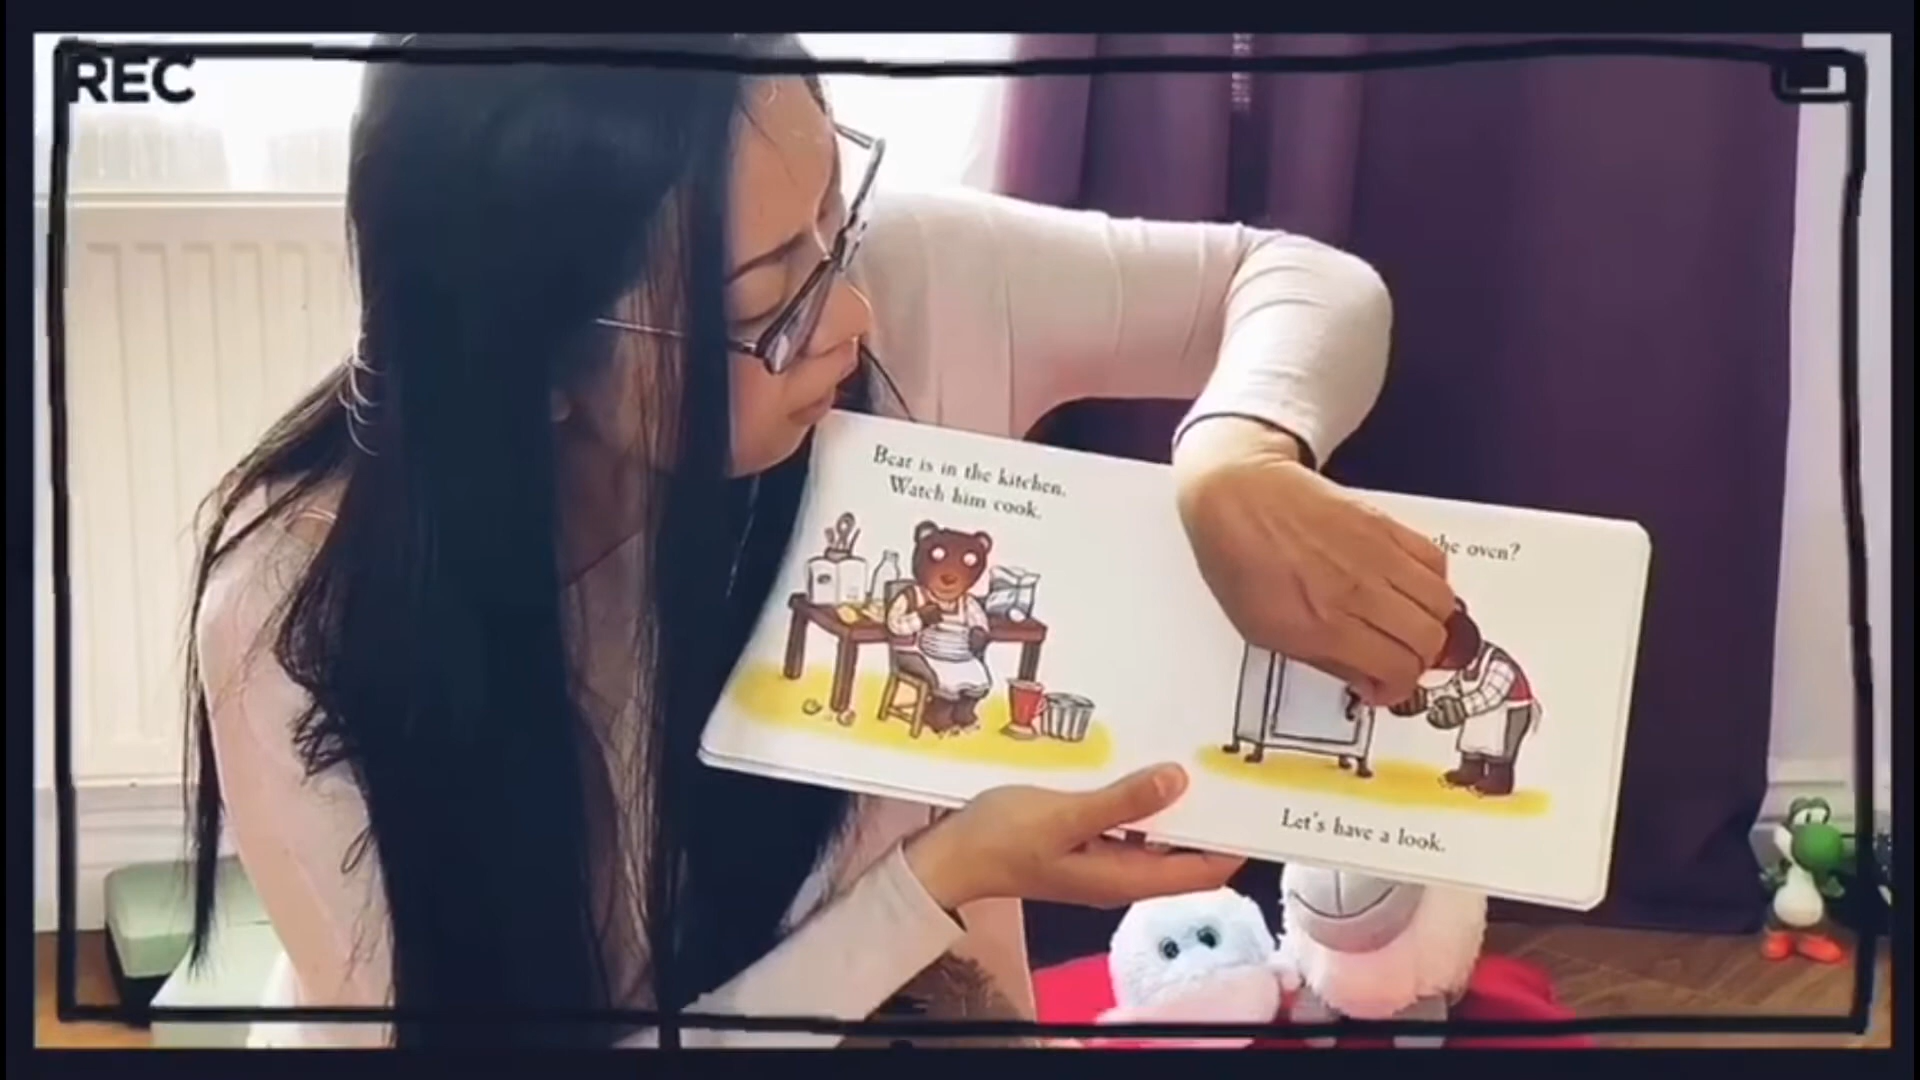 REC
Bear is in the kitchen.
Watch him cook.
the oven?
Let's have a look.